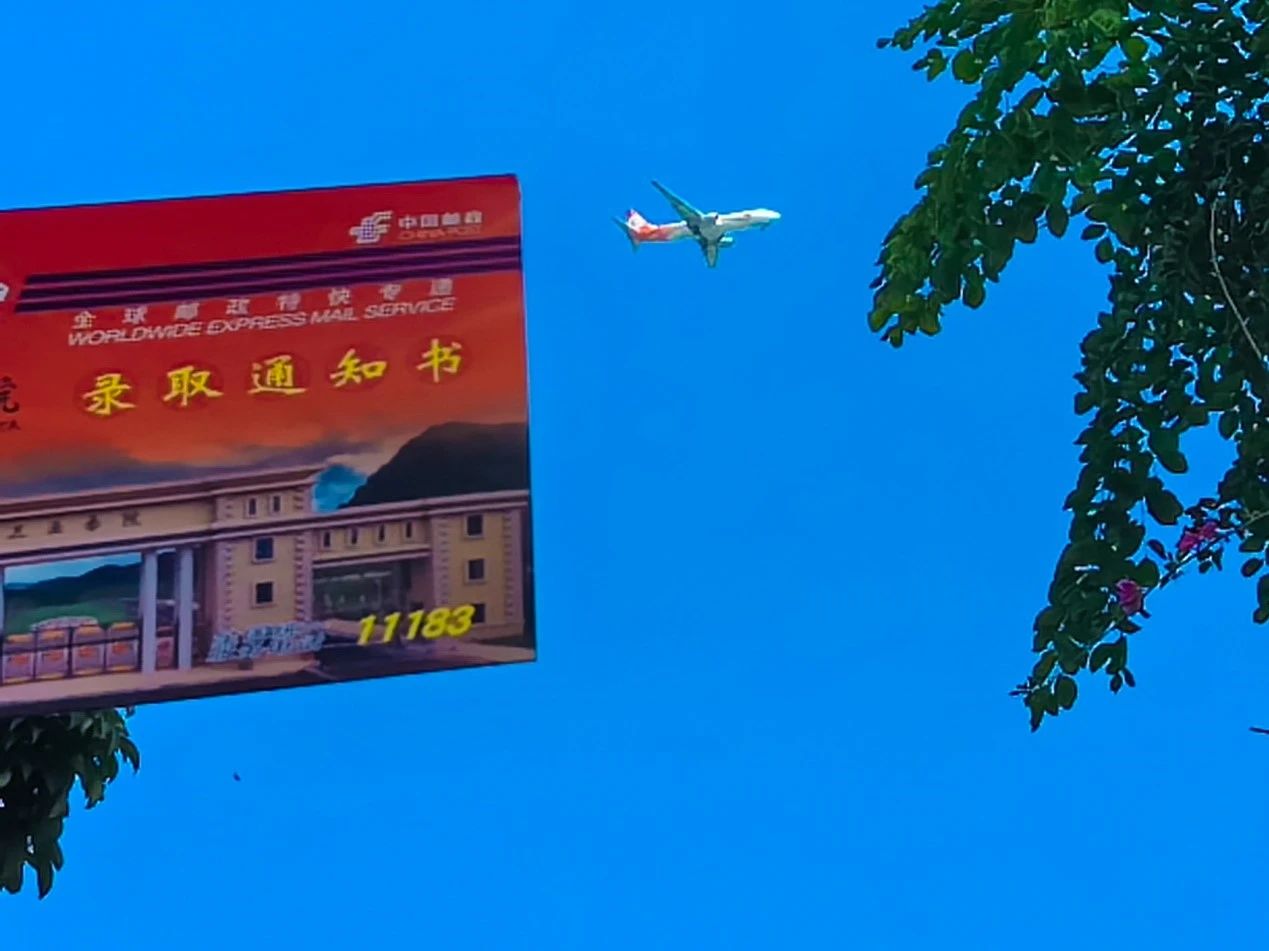 中国邮政
CHINA POST
全球邮政特快专递
WORLDWIDE EXPRESS MAIL SERVICE
录取通知书
院
11183